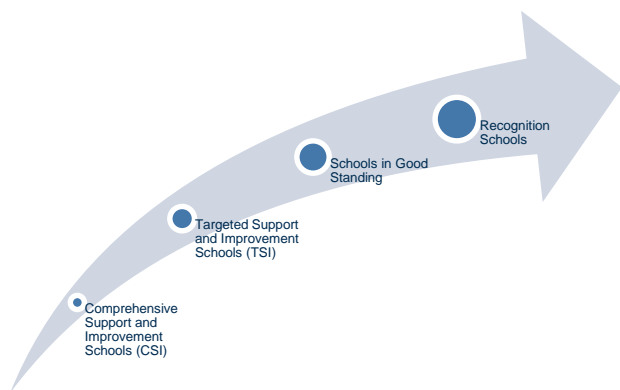 Recognition
Schools
Schools in Good
Standing
Targeted Support
and Improvement
Schools (TSI)
Comprehensive
Support and
Improvement
Schools (CSI)